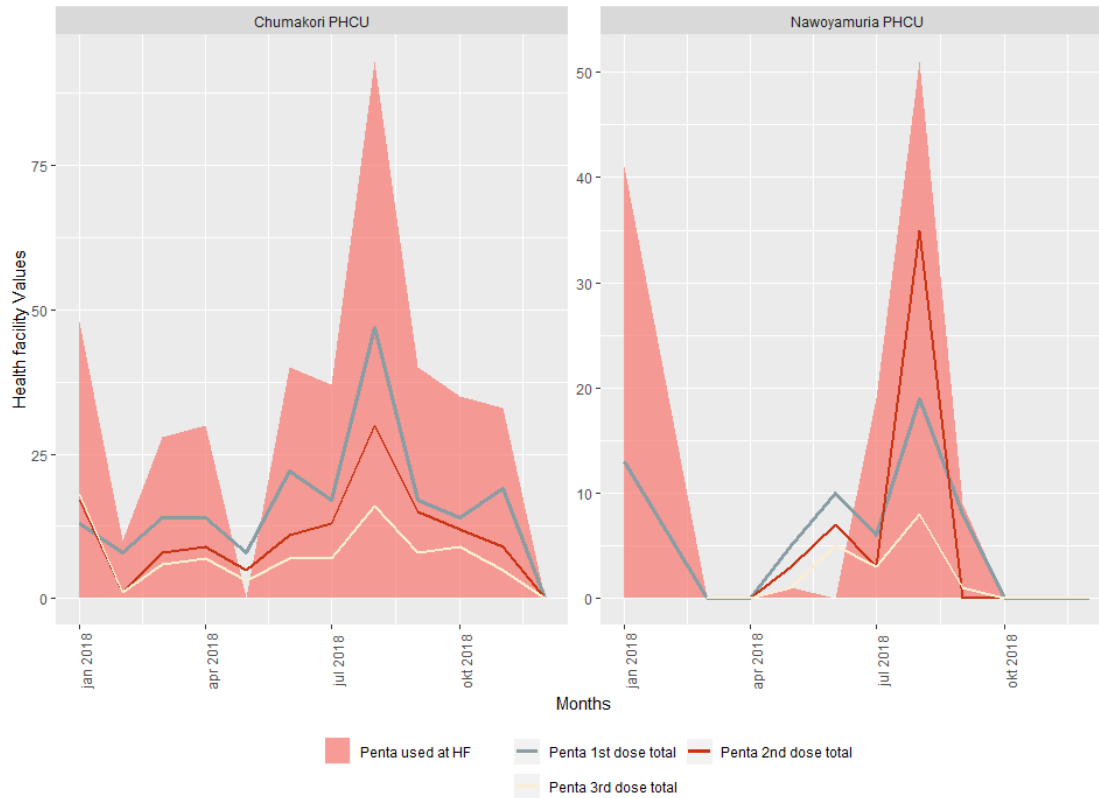 Chumakori PHCU
Nawoyamuria PHCU
Health facility Values
75
50
25
0
50
40
30
20
10
0
jan 2018
apr 2018
jul 2018
okt 2018
jan 2018
apr 2018
jul 2018
okt 2018
Months
Penta used at HF
Penta 1st dose total
Penta 2nd dose total
Penta 3rd dose total